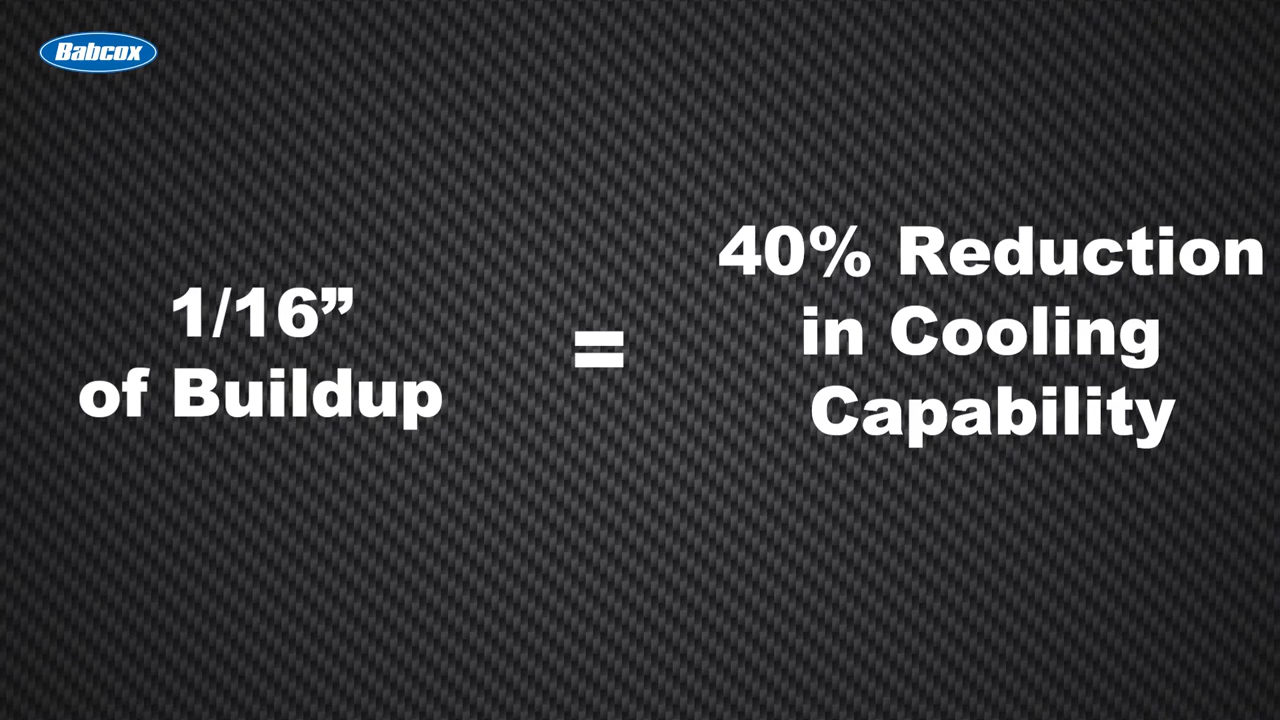 Babcox
1/16”
of Buildup
=
40% Reduction
in Cooling
Capability